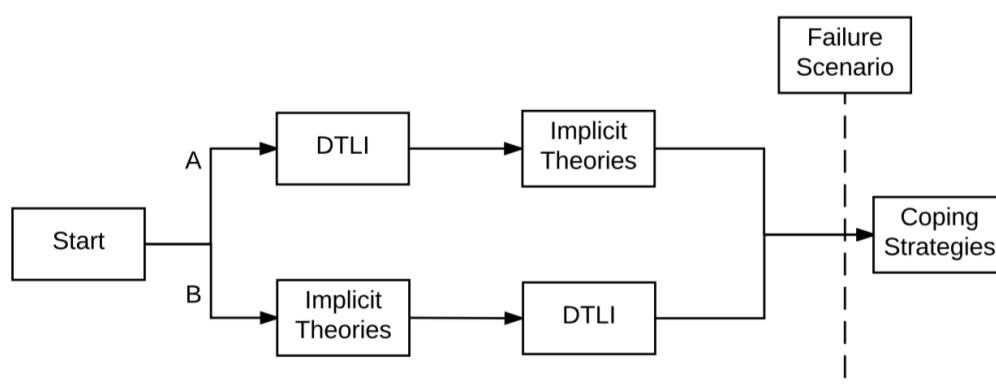 Failure
Scenario
A
DTLI
Implicit
Theories
Start
Coping
Strategies
B
Implicit
Theories
DTLI